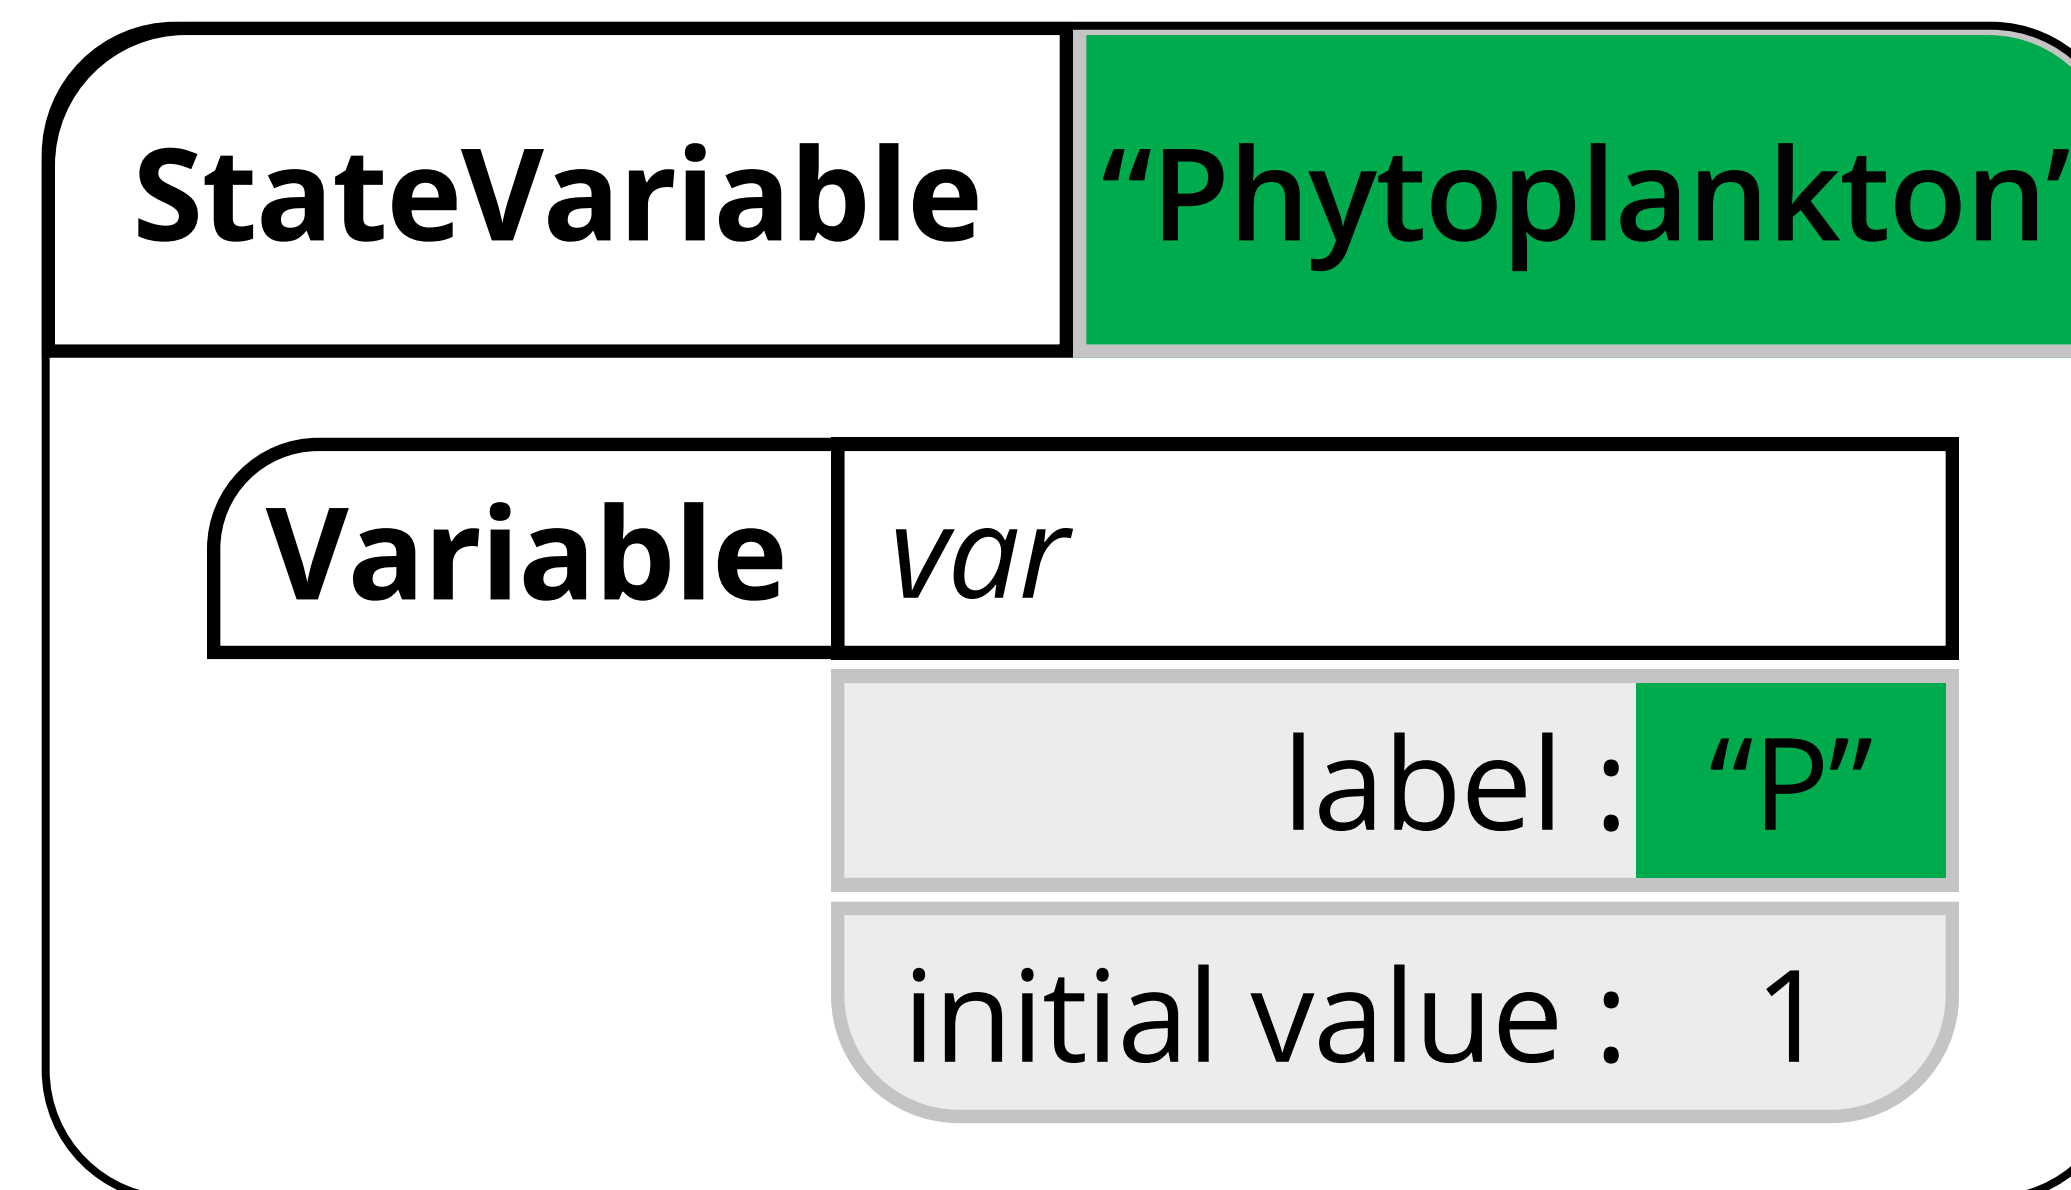 StateVariable “Phytoplankton”
Variable var
label : “P”
initial value : 1